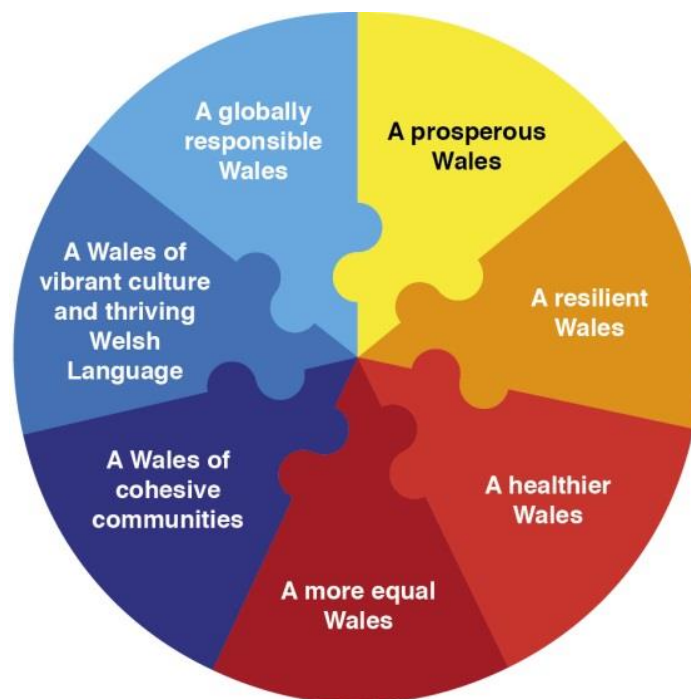 A prosperous
Wales
A resilient
Wales
A healthier
Wales
A more equal
Wales
A Wales of
cohesive
communities
A Wales of
vibrant culture
and thriving
Welsh
Language
A globally
responsible
Wales